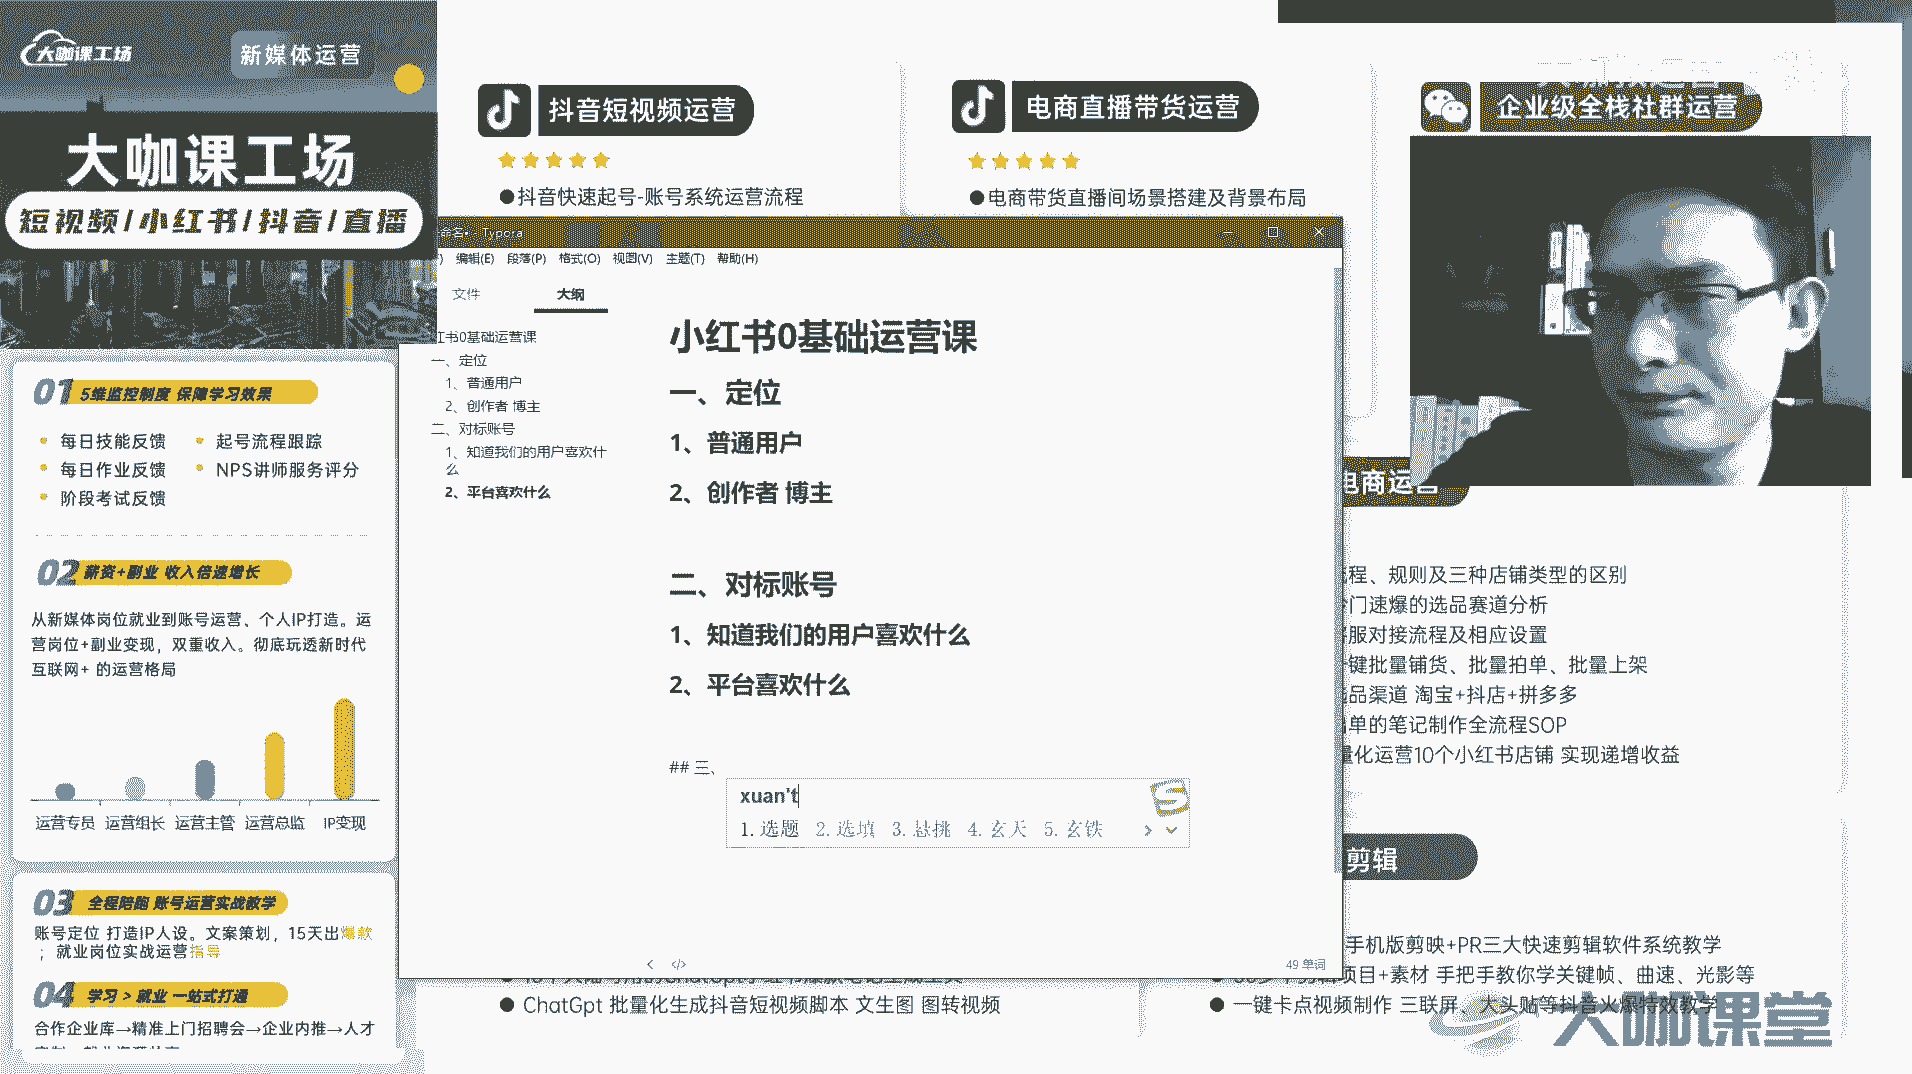 大咖课工场
新媒体运营
大咖课工场
短视频/小红书/抖音/直播
01 5维监控制度 保障学习效果
每日技能反馈 起号流程跟踪
每日作业反馈 NPS讲师服务评分
阶段考试反馈
02 薪资+副业 收入倍速增长
从新媒体岗位就业到账号运营、个人IP打造。运
营岗位+副业变现，双重收入。彻底玩透新时代
互联网+ 的运营格局
运营专员 运营组长 运营主管 运营总监 IP变现
03 全程陪跑 账号运营实战教学
账号定位 打造IP人设。文案策划，15天出爆款
；就业岗位实战运营指导
04 学习 > 就业 一站式打通
合作企业库→精准上门招聘会→企业内推→人才
抖音短视频运营
●抖音快速起号-账号系统运营流程
电商直播带货运营
●电商带货直播间场景搭建及背景布局
企业级全栈社群运营
命名• - Typora
编辑(E) 段落(P) 格式(O) 视图(V) 主题(T) 帮助(H)
文件 大纲
红书0基础运营课
一、定位
1、普通用户
2、创作者 博主
二、对标账号
1、知道我们的用户喜欢什
么
2、平台喜欢什么
小红书0基础运营课
一、定位
1、普通用户
2、创作者 博主
二、对标账号
1、知道我们的用户喜欢什么
2、平台喜欢什么
## 三、
xuan't
1. 选题 2. 选填 3. 悬挑 4. 玄天 5. 玄铁
</>
49 单词
电商运营
程、规则及三种店铺类型的区别
门速爆的选品赛道分析
服对接流程及相应设置
键批量铺货、批量拍单、批量上架
品渠道 淘宝+抖店+拼多多
单的笔记制作全流程SOP
量化运营10个小红书店铺 实现递增收益
剪辑
手机版剪映+PR三大快速剪辑软件系统教学
项目+素材 手把手教你学关键帧、曲速、光影等
● 一键卡点视频制作 三联屏、大头贴等抖音火爆特效教学
● ChatGpt 批量化生成抖音短视频脚本 文生图 图转视频
大咖课堂